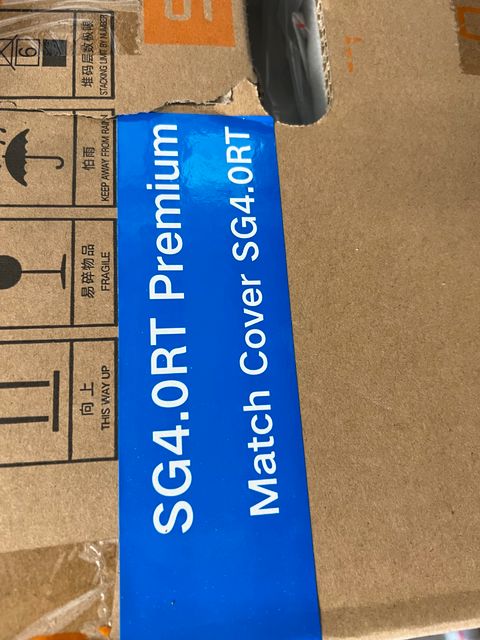 SG4.0RT Premium
Match Cover SG4.0RT
向上
THIS WAY UP
易碎物品
FRAGILE
怕雨
KEEP AWAY FROM RAIN
6
堆码层数极限
STACKING LIMIT BY NUMBER